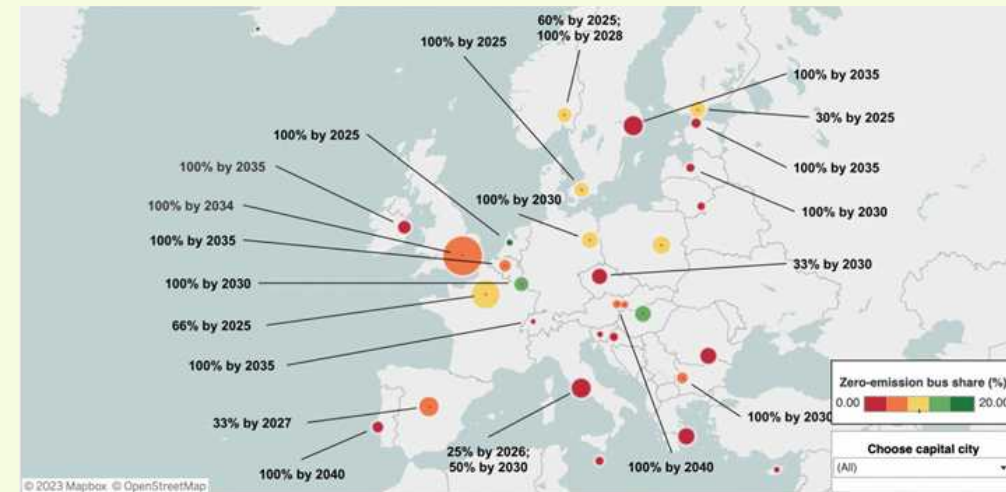 60% by 2025;
100% by 2028
100% by 2025
100% by 2035
30% by 2025
100% by 2025
100% by 2035
100% by 2035
100% by 2030
100% by 2034
100% by 2030
100% by 2035
33% by 2030
100% by 2030
66% by 2025
100% by 2035
Zero-emission bus share (%)
0.00
20.00
33% by 2027
100% by 2030
25% by 2026;
50% by 2030
Choose capital city
100% by 2040
100% by 2040
(All)
© 2023 Mapbox © OpenStreetMap